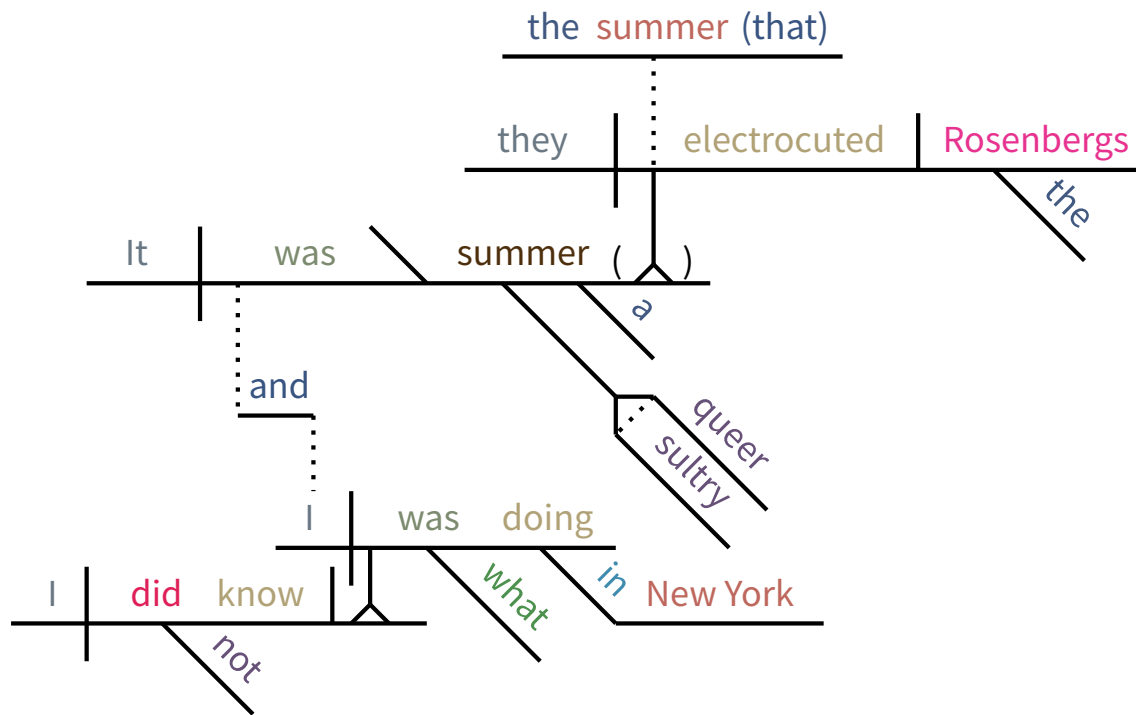 the summer (that)
they electrocuted Rosenbergs
the
It was summer ( )
a
and
queer
sultry
I was doing
what
in New York
I did know
not